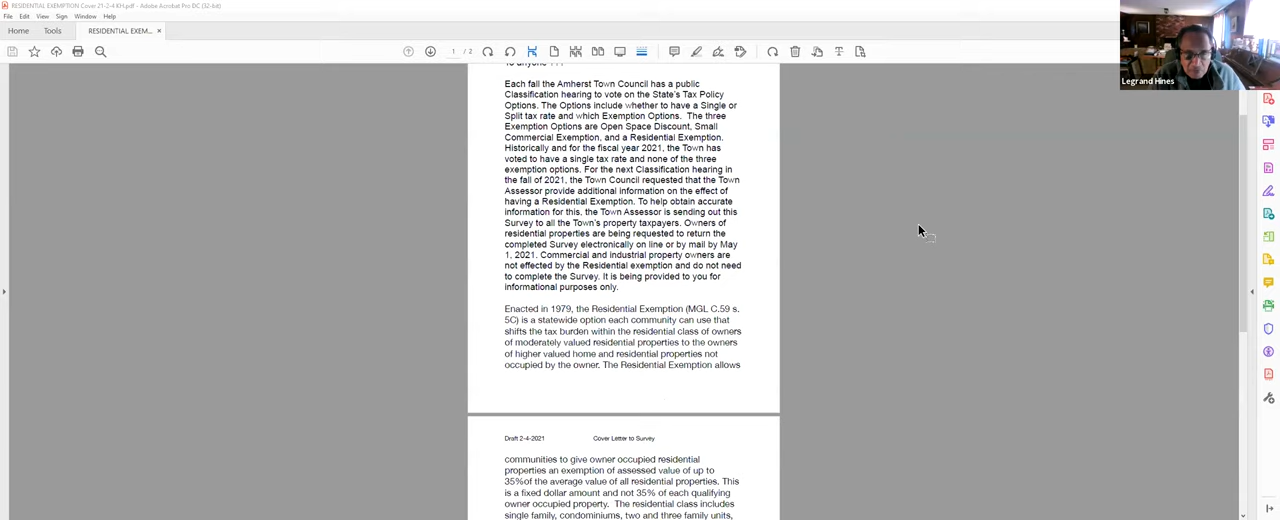 RESIDENTIAL EXEMPTION Cover 21-2-4 KH.pdf - Adobe Acrobat Pro DC (32-bit)
File Edit View Sign Window Help
Home Tools RESIDENTIAL EXEM... ×
1 / 2
Legrand Hines
To anyone ???
Each fall the Amherst Town Council has a public
Classification hearing to vote on the State's Tax Policy
Options. The Options include whether to have a Single or
Split tax rate and which Exemption Options. The three
Exemption Options are Open Space Discount, Small
Commercial Exemption, and a Residential Exemption.
Historically and for the fiscal year 2021, the Town has
voted to have a single tax rate and none of the three
exemption options. For the next Classification hearing in
the fall of 2021, the Town Council requested that the Town
Assessor provide additional information on the effect of
having a Residential Exemption. To help obtain accurate
information for this, the Town Assessor is sending out this
Survey to all the Town's property taxpayers. Owners of
residential properties are being requested to return the
completed Survey electronically on line or by mail by May
1, 2021. Commercial and industrial property owners are
not effected by the Residential exemption and do not need
to complete the Survey. It is being provided to you for
informational purposes only.
Enacted in 1979, the Residential Exemption (MGL C.59 s.
5C) is a statewide option each community can use that
shifts the tax burden within the residential class of owners
of moderately valued residential properties to the owners
of higher valued home and residential properties not
occupied by the owner. The Residential Exemption allows
Draft 2-4-2021 Cover Letter to Survey
communities to give owner occupied residential
properties an exemption of assessed value of up to
35%of the average value of all residential properties. This
is a fixed dollar amount and not 35% of each qualifying
owner occupied property. The residential class includes
single family, condominiums, two and three family units,